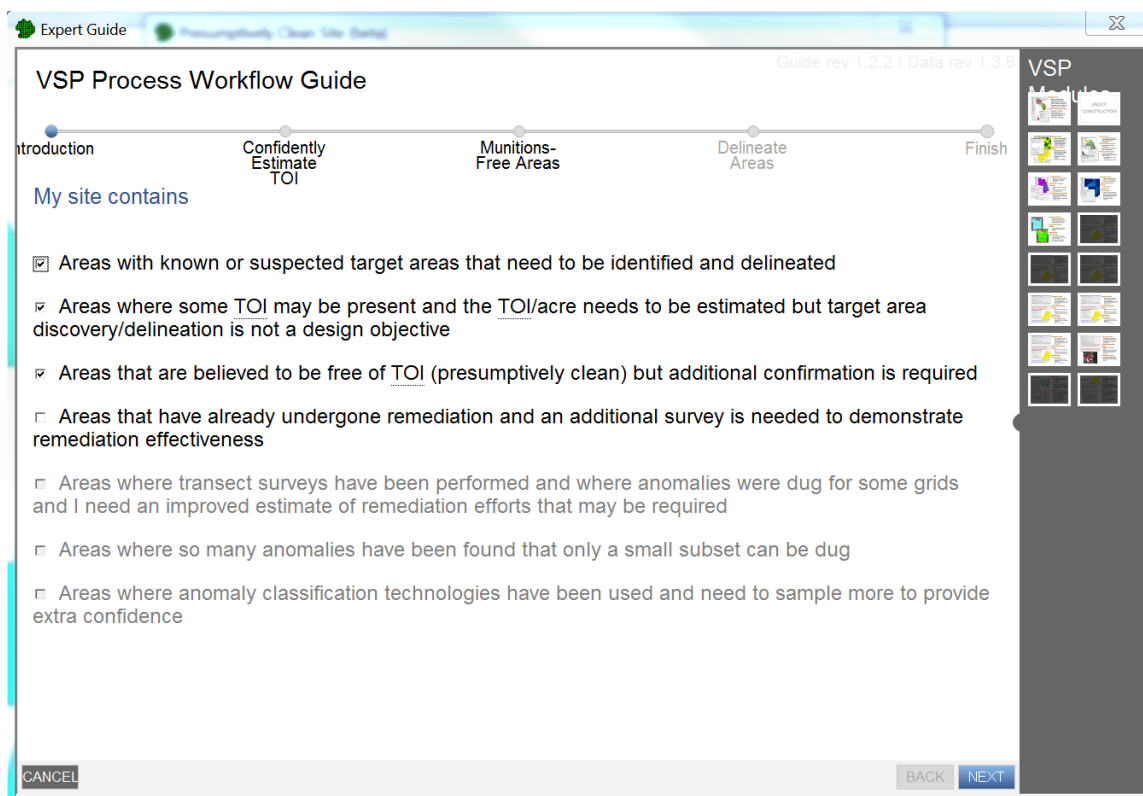 Expert Guide
Presumptively Clean Site (beta)
Guide rev 1.2.2 / Data rev 1.3.6
VSP Process Workflow Guide
ntroduction
Confidently
Estimate
TOI
Munitions-
Free Areas
Delineate
Areas
Finish
My site contains
Areas with known or suspected target areas that need to be identified and delineated
Areas where some TOI may be present and the TOI/acre needs to be estimated but target area
discovery/delineation is not a design objective
Areas that are believed to be free of TOI (presumptively clean) but additional confirmation is required
Areas that have already undergone remediation and an additional survey is needed to demonstrate
remediation effectiveness
Areas where transect surveys have been performed and where anomalies were dug for some grids
and I need an improved estimate of remediation efforts that may be required
Areas where so many anomalies have been found that only a small subset can be dug
Areas where anomaly classification technologies have been used and need to sample more to provide
extra confidence
CANCEL
BACK
NEXT
VSP
Modules
UNDER
CONSTRUCTION